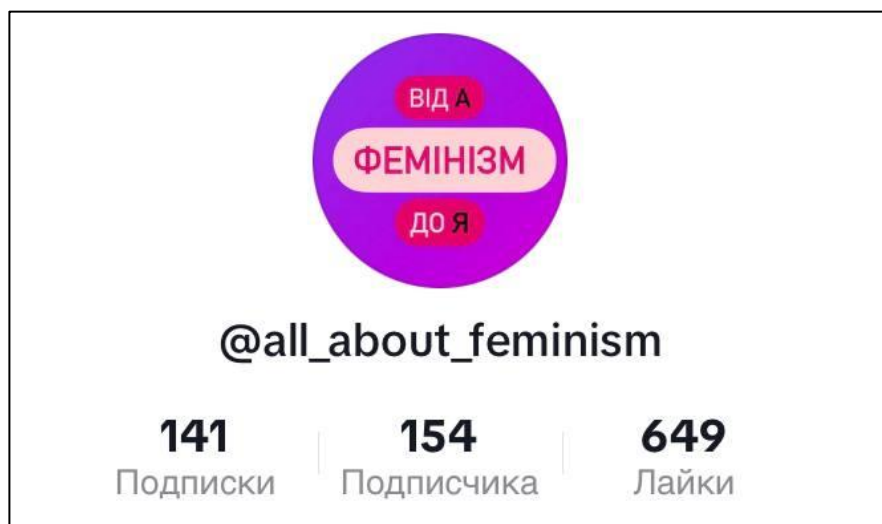 ВІД А
ФЕМІНІЗМ
ДО Я
@all_about_feminism
141 154 649
Подписки Подписчика Лайки